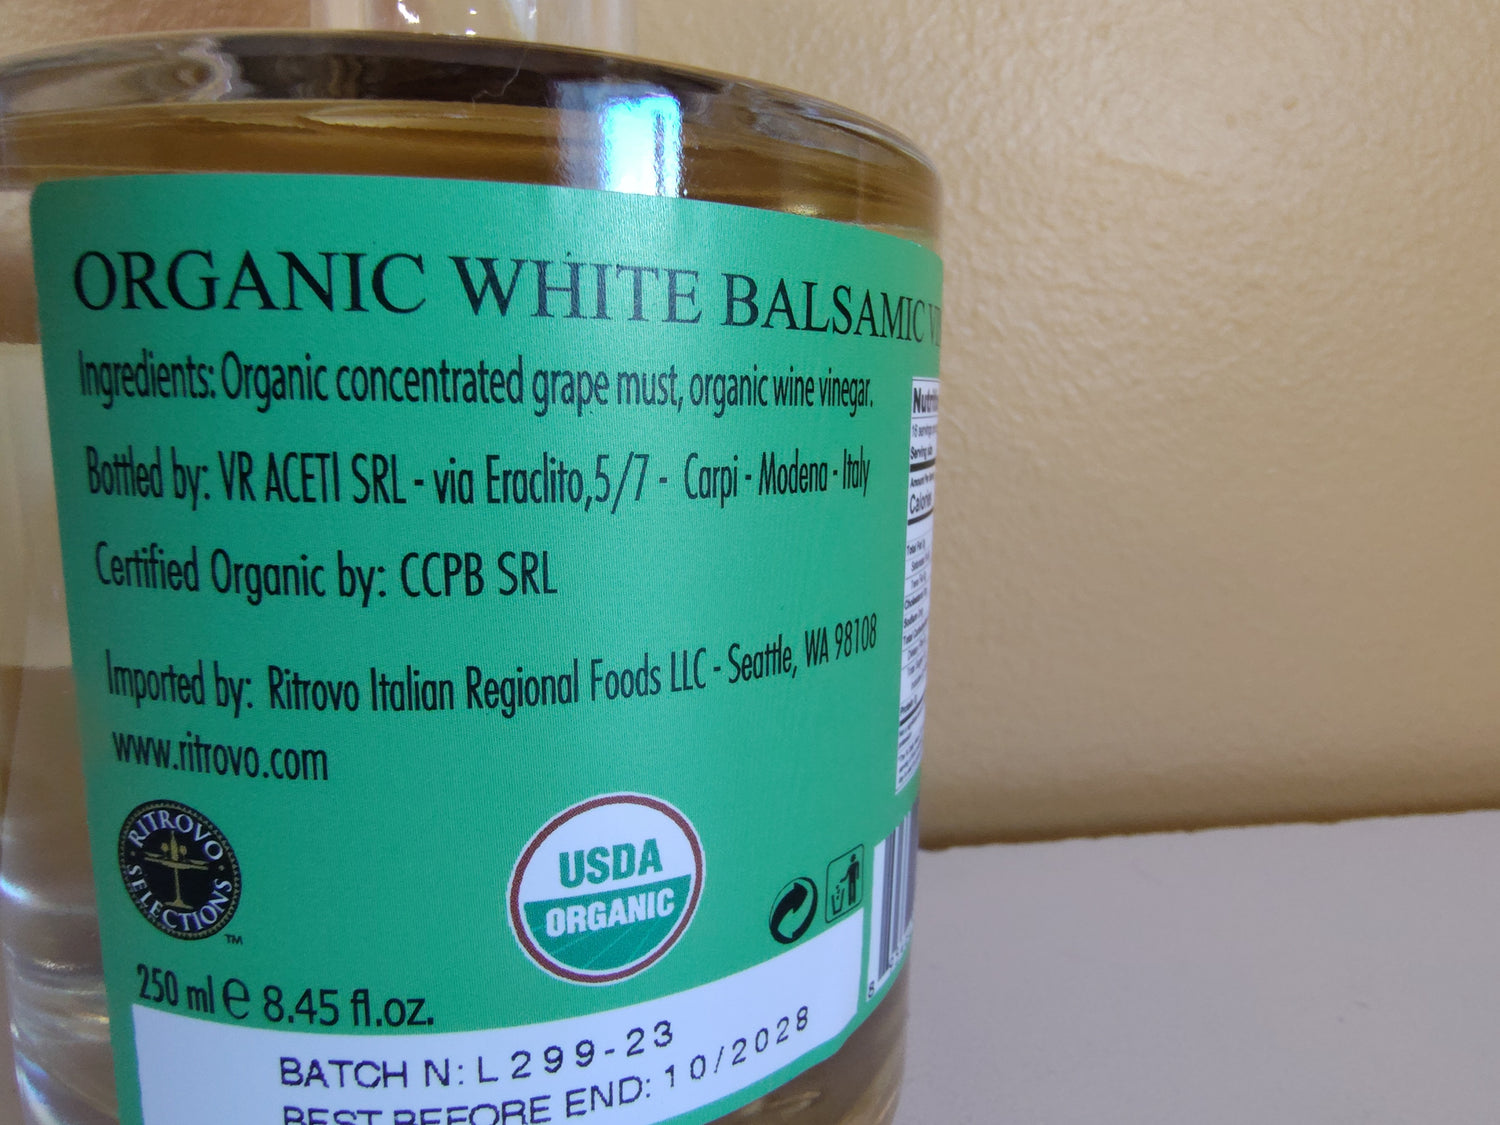 ORGANIC WHITE BALSAMIC
Ingredients: Organic concentrated grape must, organic wine vinegar.
Bottled by: VR ACETI SRL - via Eraclito,5/7 - Carpi - Modena - Italy
Certified Organic by: CCPB SRL
Imported by: Ritrovo Italian Regional Foods LLC - Seattle, WA 98108
www.ritrovo.com
RITROVO
SELECTIONS
TM
USDA
ORGANIC
250 ml e 8.45 fl.oz.
BATCH N: L 299-23
BEST BEFORE END: 10/2028